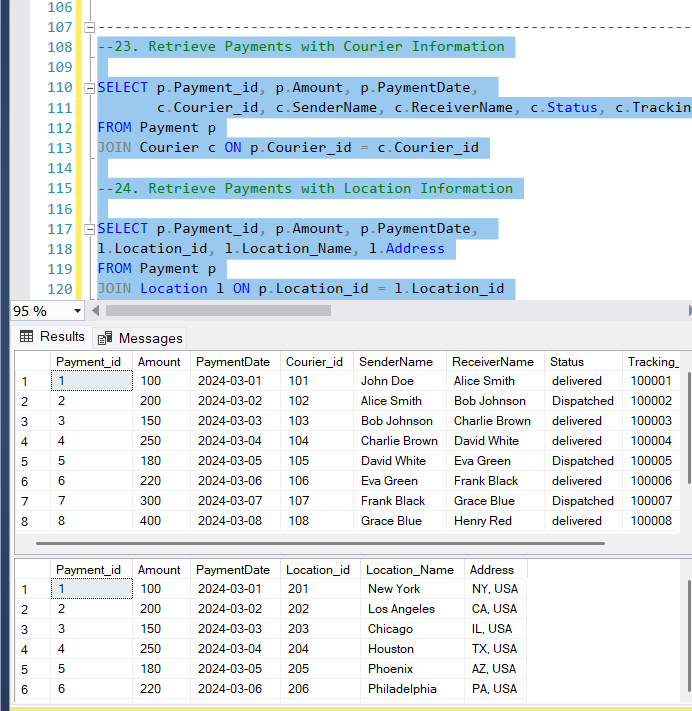 106
107 --------------------------------------------------------------------
108 --23. Retrieve Payments with Courier Information
109
110 SELECT p.Payment_id, p.Amount, p.PaymentDate,
111 c.Courier_id, c.SenderName, c.ReceiverName, c.Status, c.Trackin
112 FROM Payment p
113 JOIN Courier c ON p.Courier_id = c.Courier_id
114
115 --24. Retrieve Payments with Location Information
116
117 SELECT p.Payment_id, p.Amount, p.PaymentDate,
118 l.Location_id, l.Location_Name, l.Address
119 FROM Payment p
120 JOIN Location l ON p.Location_id = l.Location_id
95 %
Results Messages
Payment_id Amount PaymentDate Courier_id SenderName ReceiverName Status Tracking_
1 1 100 2024-03-01 101 John Doe Alice Smith delivered 100001
2 2 200 2024-03-02 102 Alice Smith Bob Johnson Dispatched 100002
3 3 150 2024-03-03 103 Bob Johnson Charlie Brown delivered 100003
4 4 250 2024-03-04 104 Charlie Brown David White delivered 100004
5 5 180 2024-03-05 105 David White Eva Green Dispatched 100005
6 6 220 2024-03-06 106 Eva Green Frank Black delivered 100006
7 7 300 2024-03-07 107 Frank Black Grace Blue Dispatched 100007
8 8 400 2024-03-08 108 Grace Blue Henry Red delivered 100008
Payment_id Amount PaymentDate Location_id Location_Name Address
1 1 100 2024-03-01 201 New York NY, USA
2 2 200 2024-03-02 202 Los Angeles CA, USA
3 3 150 2024-03-03 203 Chicago IL, USA
4 4 250 2024-03-04 204 Houston TX, USA
5 5 180 2024-03-05 205 Phoenix AZ, USA
6 6 220 2024-03-06 206 Philadelphia PA, USA